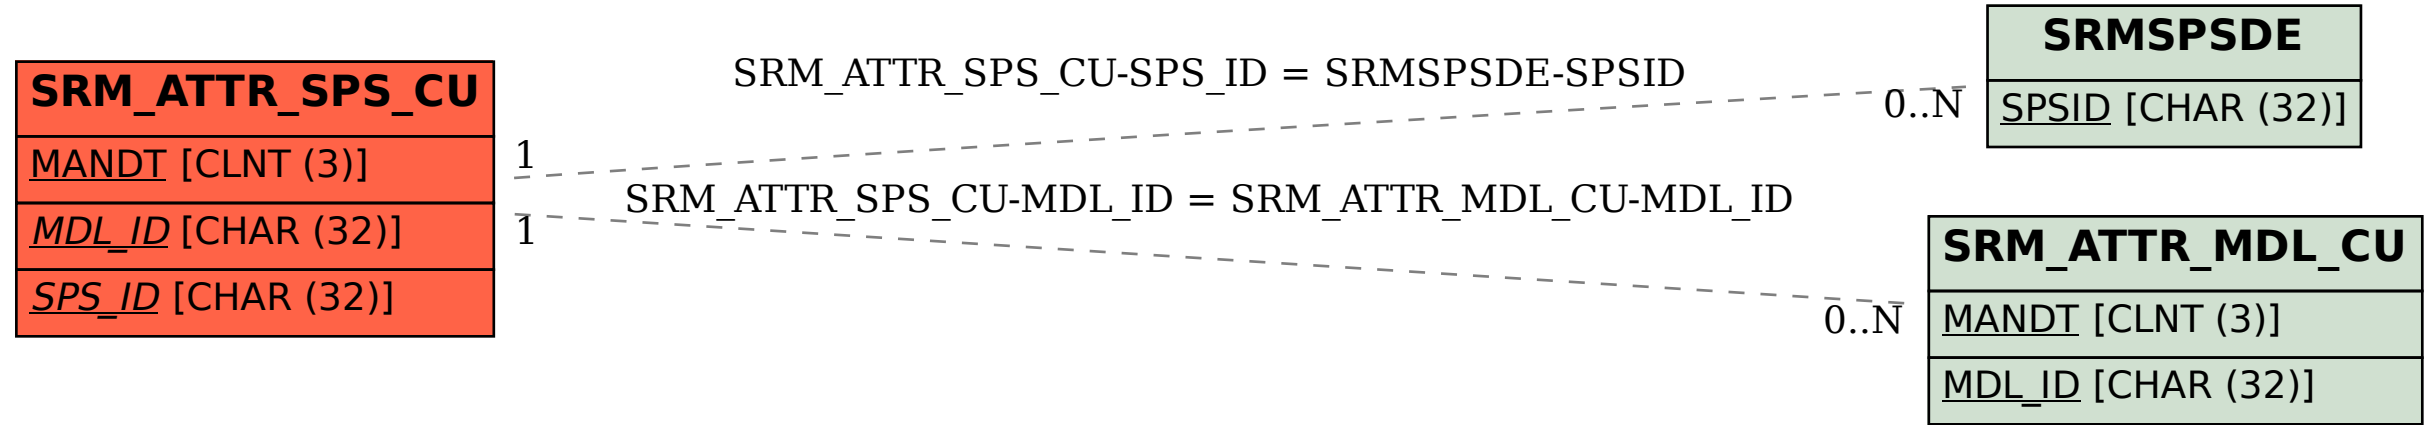 SRM_ATTR_SPS_CU
MANDT [CLNT (3)]
MDL_ID [CHAR (32)]
SPS_ID [CHAR (32)]
SRM_ATTR_SPS_CU-SPS_ID = SRMSPSDE-SPSID
1
0..N
SRM_ATTR_SPS_CU-MDL_ID = SRM_ATTR_MDL_CU-MDL_ID
1
0..N
SRMSPSDE
SPSID [CHAR (32)]
SRM_ATTR_MDL_CU
MANDT [CLNT (3)]
MDL_ID [CHAR (32)]